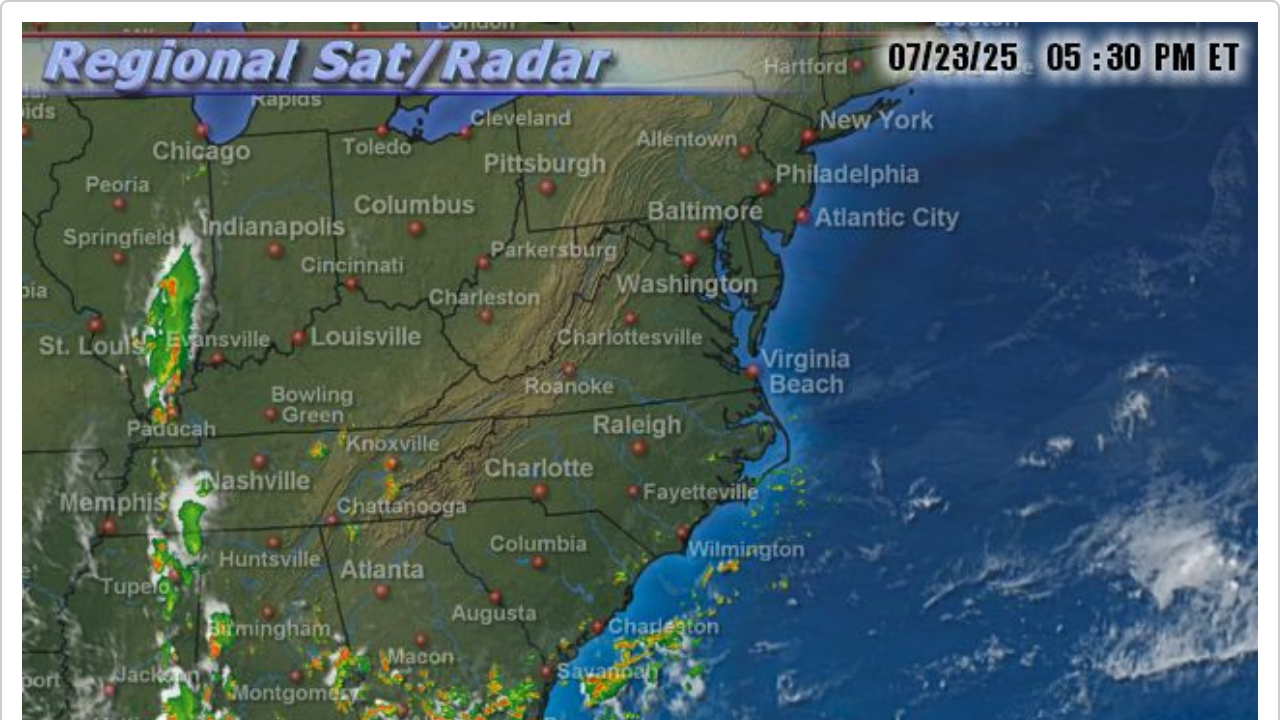 London
Boston
Regional Sat/Radar
07/23/25 05 :30 PM ET
Hartford
Rapids
ids
Cleveland
New York
Toledo
Allentown
Chicago
Pittsburgh
Philadelphia
Peoria
Columbus
Baltimore
Atlantic City
Springfield
Indianapolis
Parkersburg
Cincinnati
Washington
ia
Charleston
St. Louis
Evansville
Louisville
Charlottesville
Virginia
Beach
Roanoke
Bowling
Green
Paducah
Knoxville
Raleigh
Nashville
Charlotte
Memphis
Chattanooga
Fayetteville
Huntsville
Columbia
Wilmington
Tupelo
Atlanta
Augusta
Birmingham
Charleston
Macon
Jackson
Savannah
port
Montgomery